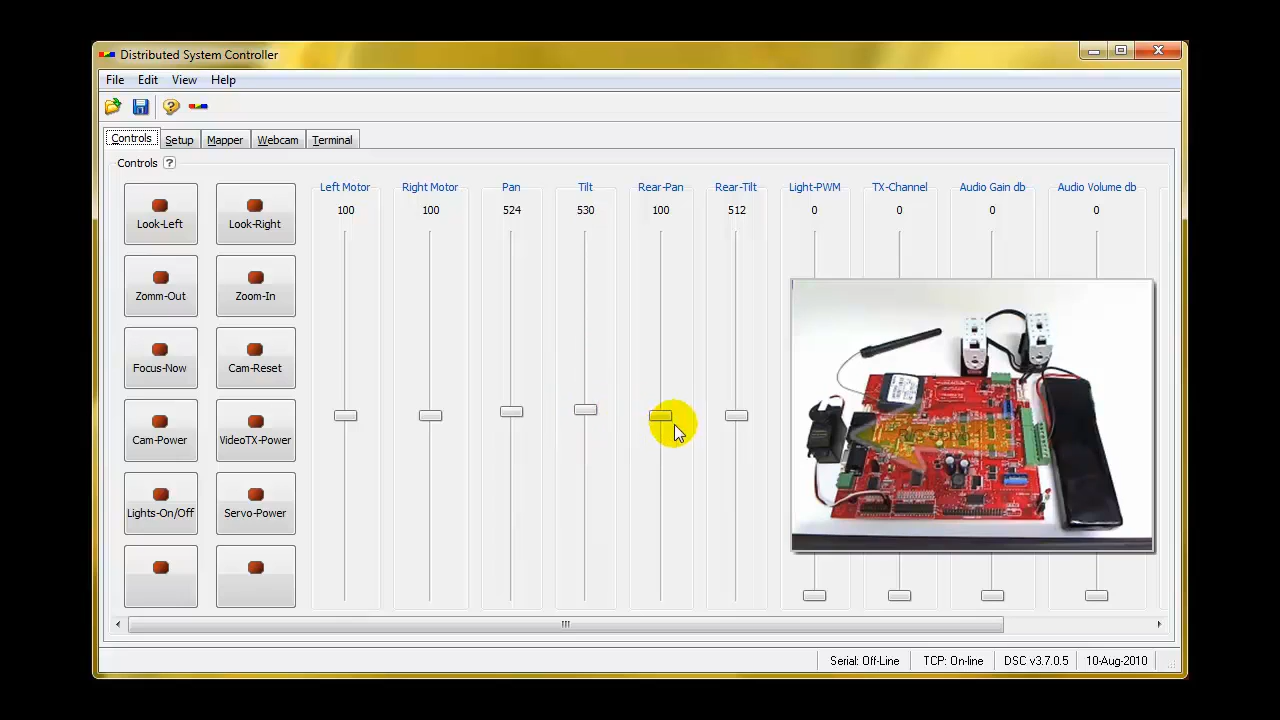 Distributed System Controller
File Edit View Help
Controls Setup Mapper Webcam Terminal
Controls ?
Left Motor Right Motor Pan Tilt Rear-Pan Rear-Tilt Light-PWM TX-Channel Audio Gain db Audio Volume db
100 100 524 530 100 512 0 0 0 0
Look-Left Look-Right
Zomm-Out Zoom-In
Focus-Now Cam-Reset
Cam-Power VideoTX-Power
Lights-On/Off Servo-Power
Serial: Off-Line TCP: On-line DSC v3.7.0.5 10-Aug-2010